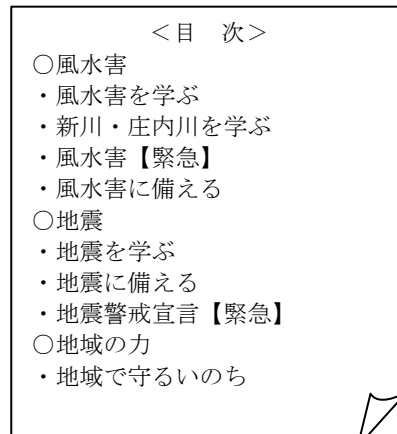 ＜目　次＞
○風水害
・風水害を学ぶ
・新川・庄内川を学ぶ
・風水害【緊急】
・風水害に備える
○地震
・地震を学ぶ
・地震に備える
・地震警戒宣言【緊急】
○地域の力
・地域で守るいのち